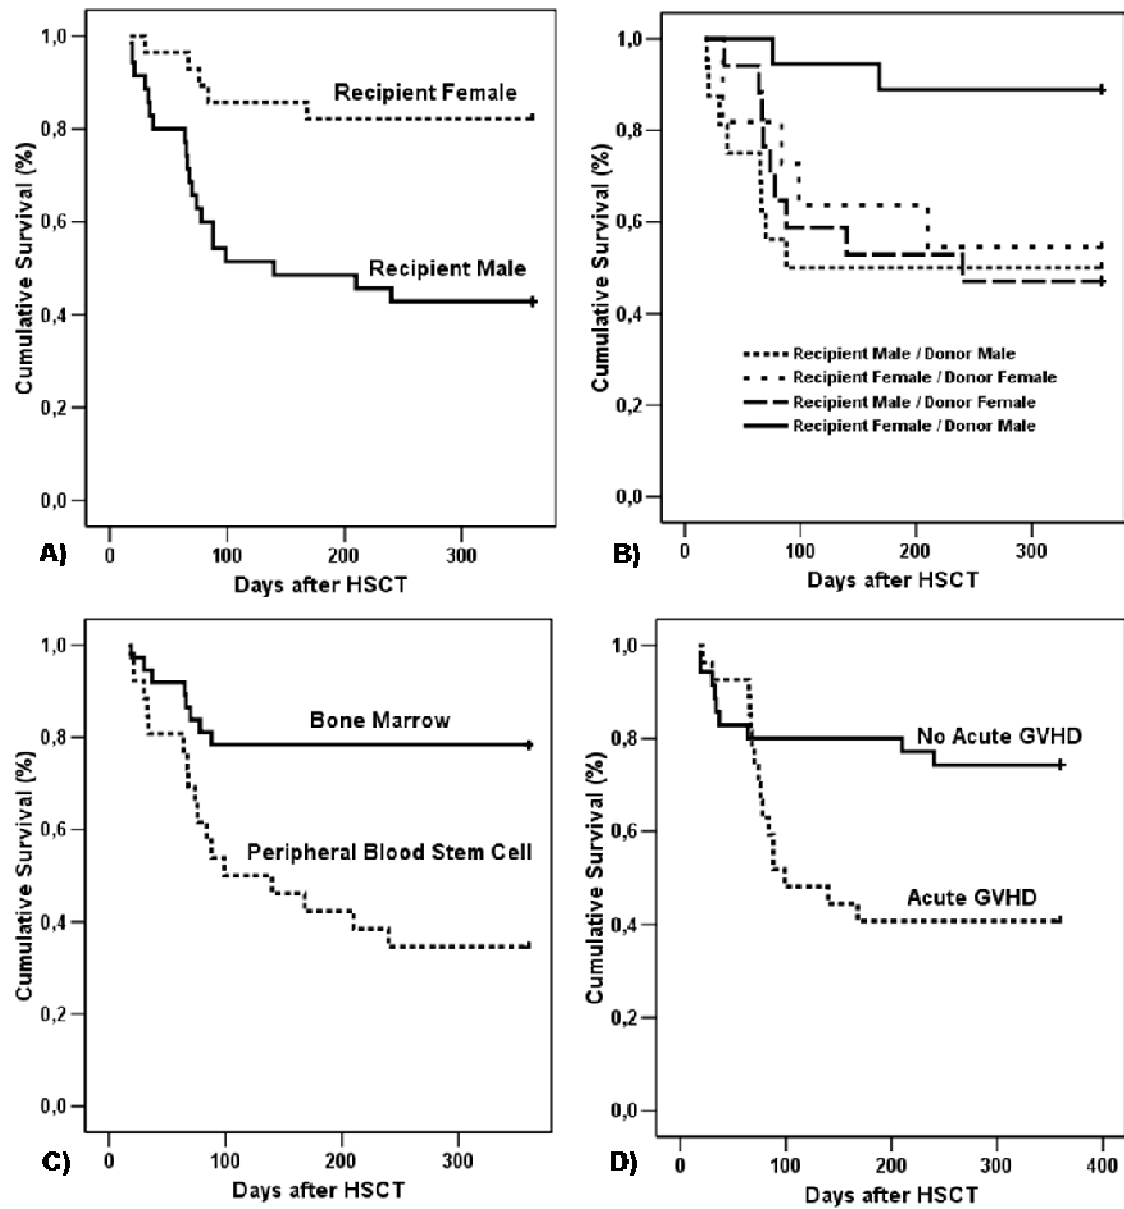 Cumulative Survival (%)
1,0
0,8
0,6
0,4
0,2
0,0
Recipient Female
Recipient Male
0 100 200 300
A)
Days after HSCT
Cumulative Survival (%)
1,0
0,8
0,6
0,4
0,2
0,0
Recipient Male / Donor Male
Recipient Female / Donor Female
Recipient Male / Donor Female
Recipient Female / Donor Male
0 100 200 300
B)
Days after HSCT
Cumulative Survival (%)
1,0
0,8
0,6
0,4
0,2
0,0
Bone Marrow
Peripheral Blood Stem Cell
0 100 200 300
C)
Days after HSCT
Cumulative Survival (%)
1,0
0,8
0,6
0,4
0,2
0,0
No Acute GVHD
Acute GVHD
0 100 200 300 400
D)
Days after HSCT